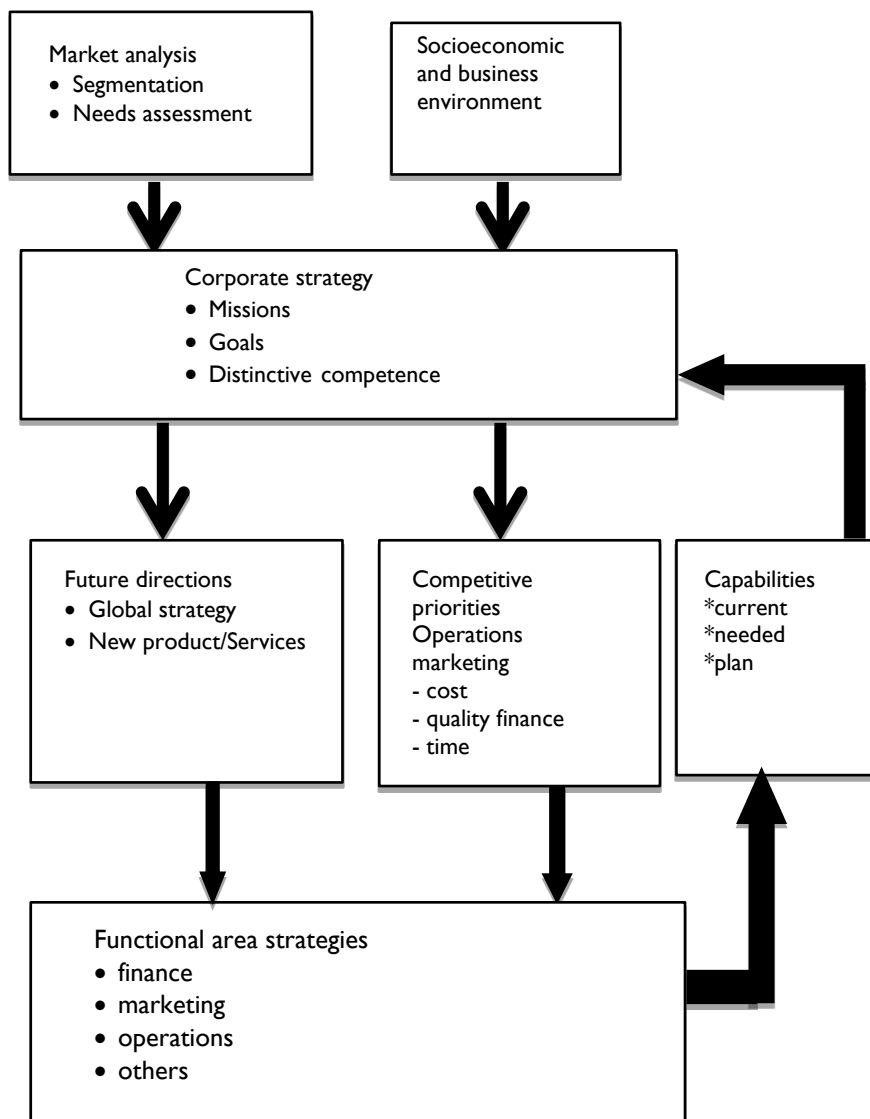 Market analysis
• Segmentation
• Needs assessment
Socioeconomic
and business
environment
Corporate strategy
• Missions
• Goals
• Distinctive competence
Future directions
• Global strategy
• New product/Services
Competitive
priorities
Operations
marketing
- cost
- quality finance
- time
Capabilities
*current
*needed
*plan
Functional area strategies
• finance
• marketing
• operations
• others